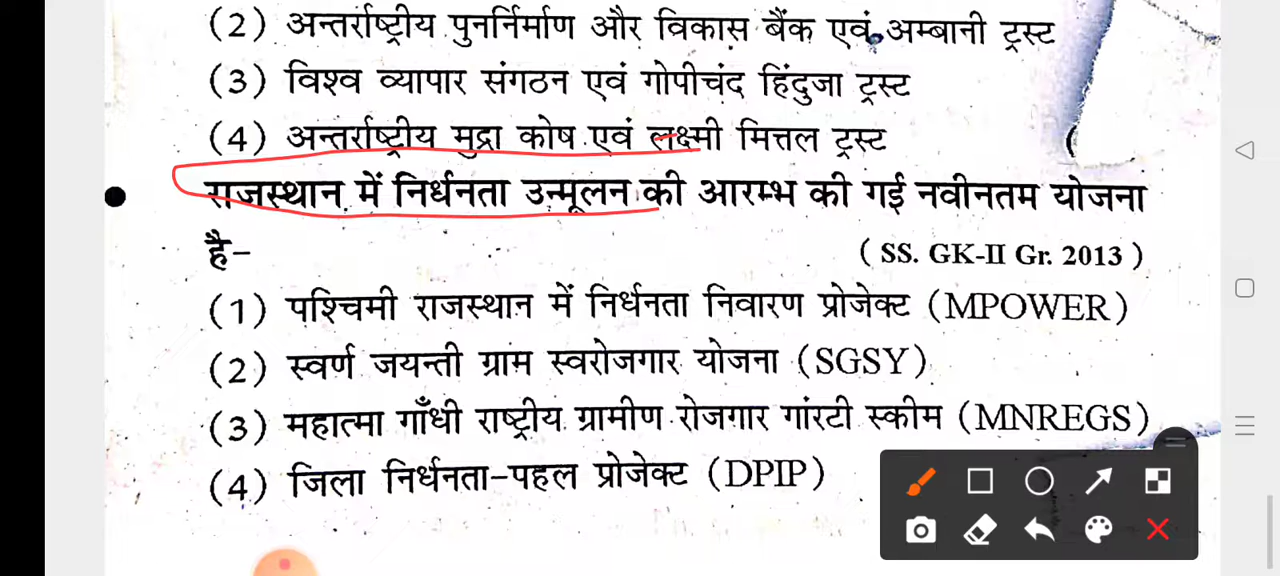 (2) अन्तर्राष्ट्रीय पुनर्निर्माण और विकास बैंक एवं अम्बानी ट्रस्ट
(3) विश्व व्यापार संगठन एवं गोपीचंद हिंदुजा ट्रस्ट
(4) अन्तर्राष्ट्रीय मुद्रा कोष एवं लक्ष्मी मित्तल ट्रस्ट
● राजस्थान में निर्धनता उन्मूलन की आरम्भ की गई नवीनतम योजना
है– ( SS. GK-II Gr. 2013 )
(1) पश्चिमी राजस्थान में निर्धनता निवारण प्रोजेक्ट (MPOWER)
(2) स्वर्ण जयन्ती ग्राम स्वरोजगार योजना (SGSY)
(3) महात्मा गाँधी राष्ट्रीय ग्रामीण रोजगार गांरटी स्कीम (MNREGS)
(4) जिला निर्धनता-पहल प्रोजेक्ट (DPIP)